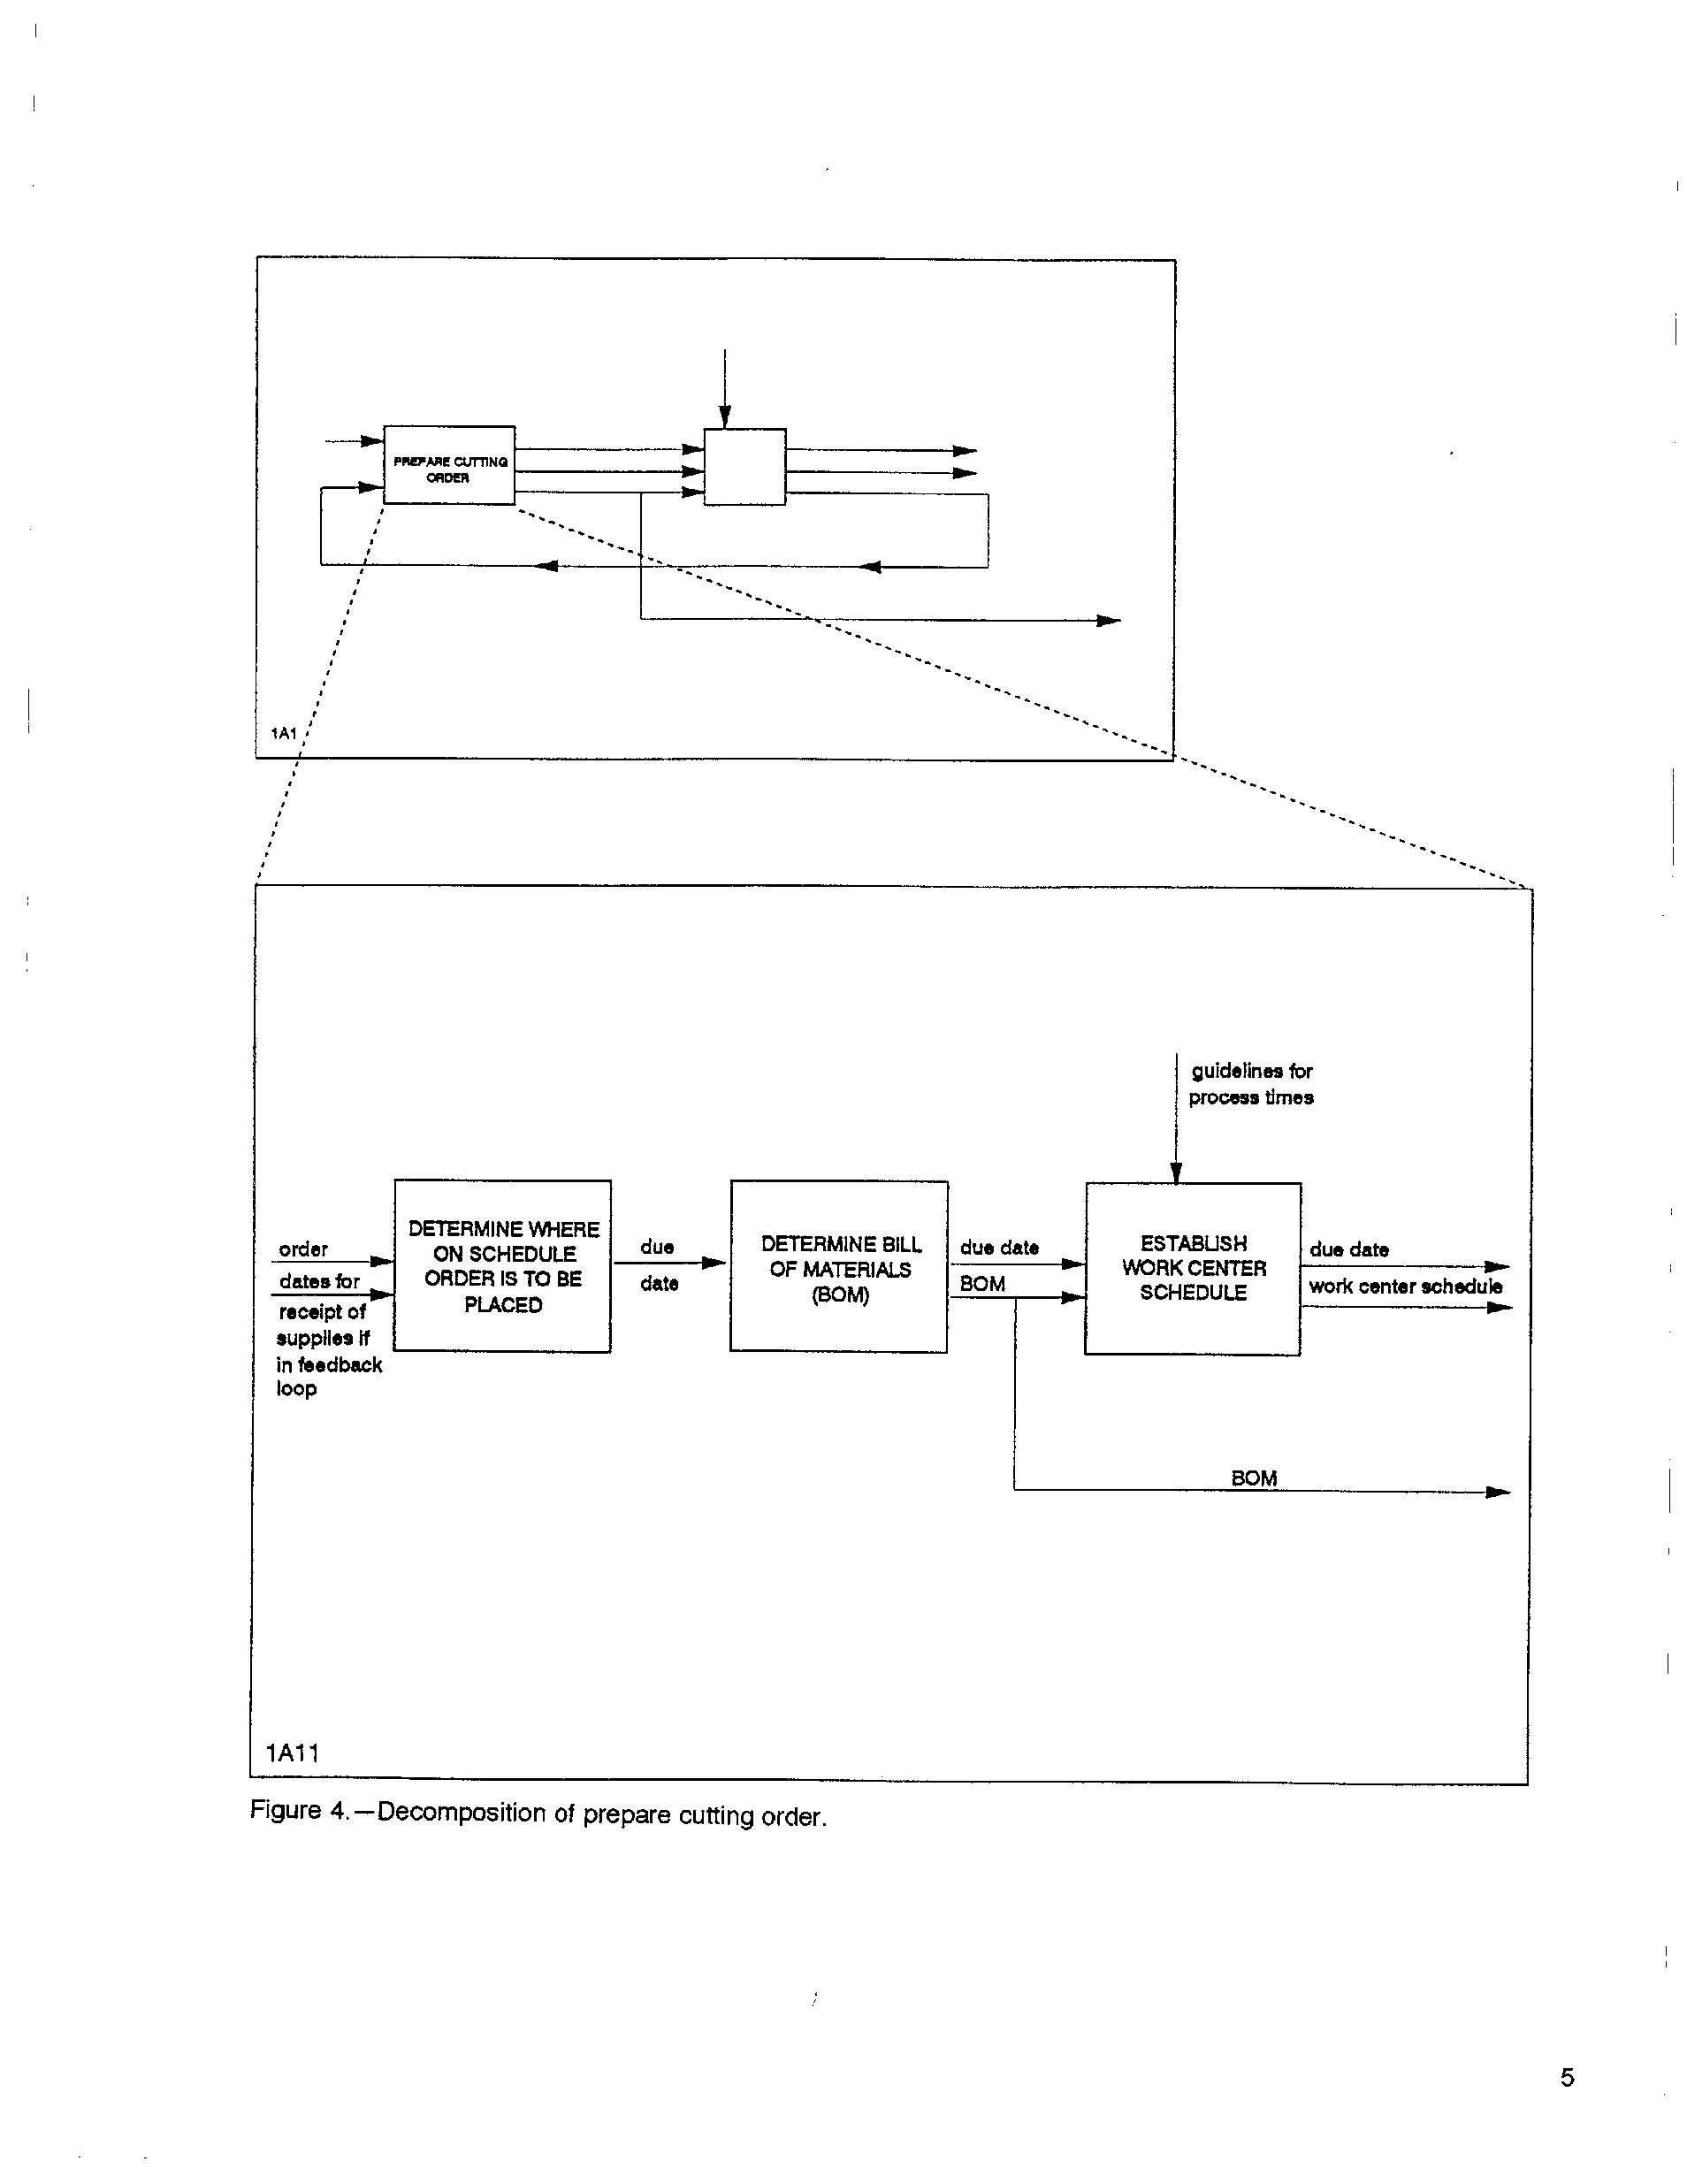 PREPARE CUTTING
ORDER
1A1
guidelines for
process times
order
dates for
receipt of
supplies if
in feedback
loop
DETERMINE WHERE
ON SCHEDULE
ORDER IS TO BE
PLACED
due
date
DETERMINE BILL
OF MATERIALS
(BOM)
due date
BOM
ESTABLISH
WORK CENTER
SCHEDULE
due date
work center schedule
BOM
1A11
Figure 4.—Decomposition of prepare cutting order.
5